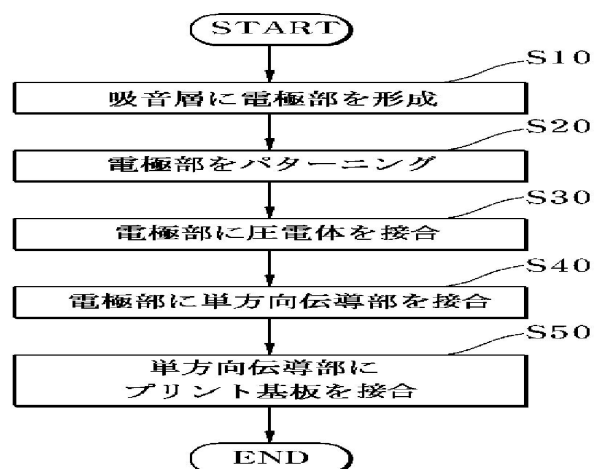 START
S10
吸音層に電極部を形成
S20
電極部をパターニング
S30
電極部に圧電体を接合
S40
電極部に単方向伝導部を接合
S50
単方向伝導部に
プリント基板を接合
END